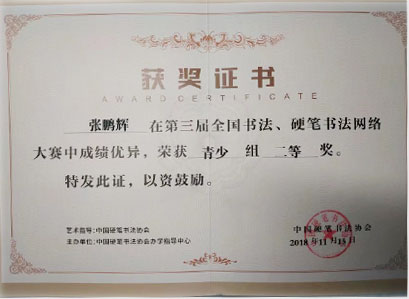 获奖证书
AWARD CERTIFICATE
张鹏辉 在第三届全国书法、硬笔书法网络
大赛中成绩优异，荣获 青少 组 二等 奖。
特发此证，以资鼓励。
艺术指导:中国硬笔书法协会
主办单位:中国硬笔书法协会办学指导中心
中国硬笔书法协会
2018年11月15日